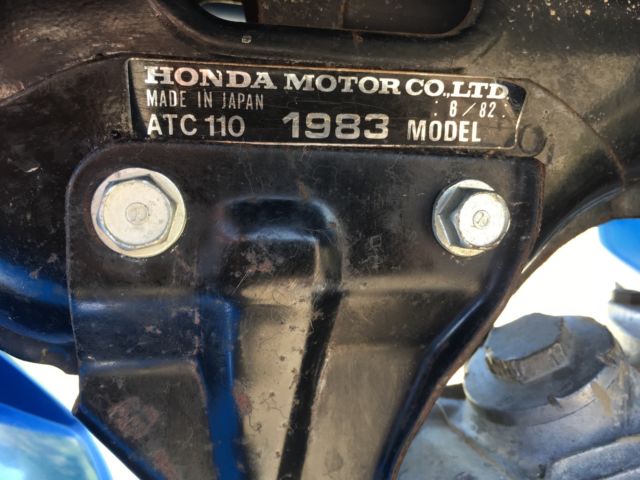 HONDA MOTOR CO.,LTD.
MADE IN JAPAN : 8/82 :
ATC 110 1983 MODEL